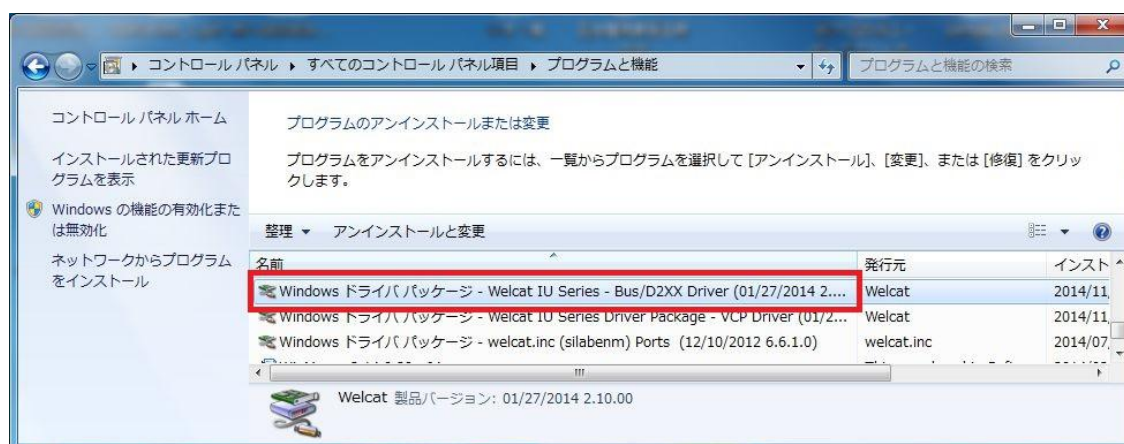 コントロール パネル ▸ すべてのコントロール パネル項目 ▸ プログラムと機能
プログラムと機能の検索
コントロール パネル ホーム
インストールされた更新プロ
グラムを表示
Windows の機能の有効化また
は無効化
ネットワークからプログラム
をインストール
プログラムのアンインストールまたは変更
プログラムをアンインストールするには、一覧からプログラムを選択して [アンインストール]、[変更]、または [修復] をクリッ
クします。
整理 ▼ アンインストールと変更
名前 発行元 インスト
Windows ドライバ パッケージ - Welcat IU Series - Bus/D2XX Driver (01/27/2014 2.... Welcat 2014/11,
Windows ドライバ パッケージ - Welcat IU Series Driver Package - VCP Driver (01/2... Welcat 2014/11,
Windows ドライバ パッケージ - welcat.inc (silabenm) Ports (12/10/2012 6.6.1.0) welcat.inc 2014/07,
Welcat 製品バージョン: 01/27/2014 2.10.00